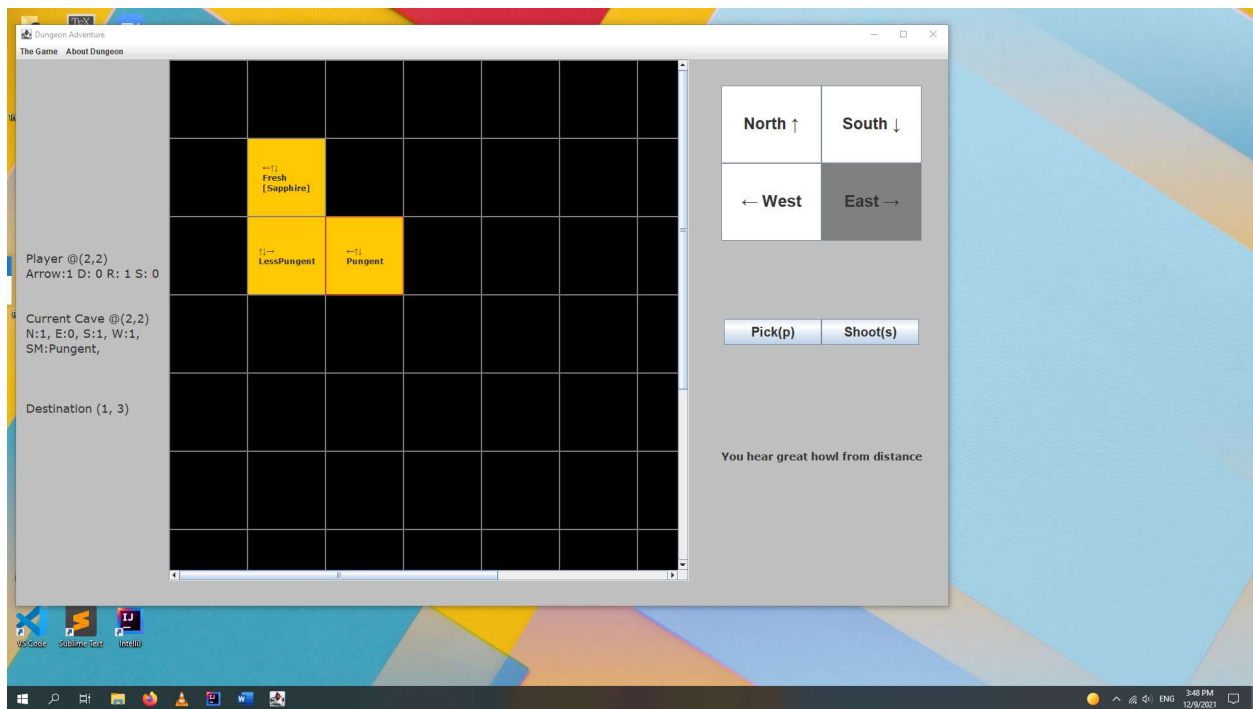 TEX
Dungeon Adventure
The Game About Dungeon
←↑↓
Fresh
[Sapphire]
↑↓→
LessPungent
←↑↓
Pungent
Player @(2,2)
Arrow:1 D: 0 R: 1 S: 0
Current Cave @(2,2)
N:1, E:0, S:1, W:1,
SM:Pungent,
Destination (1, 3)
North ↑
South ↓
← West
East →
Pick(p)
Shoot(s)
You hear great howl from distance
VS Code
Sublime Text
IntelliJ
ENG
3:48 PM
12/9/2021